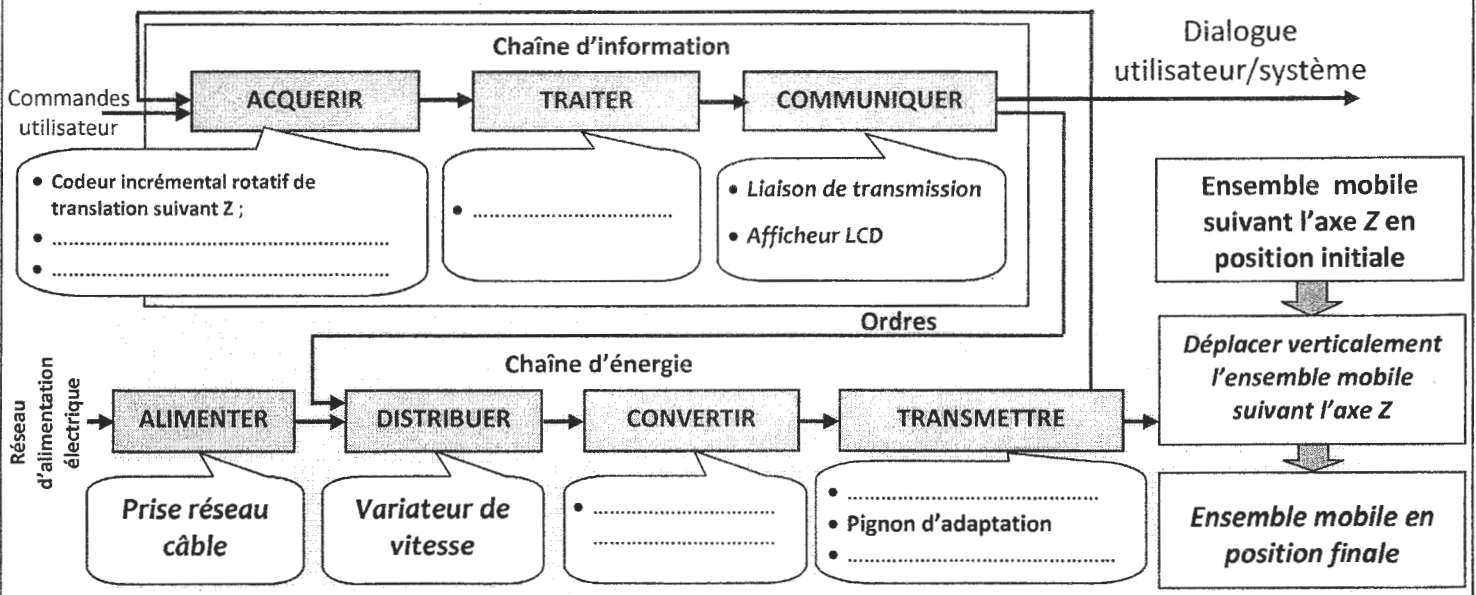 Chaîne d’information
Dialogue
utilisateur/système
Commandes
utilisateur
ACQUERIR
TRAITER
COMMUNIQUER
• Codeur incrémental rotatif de
translation suivant Z ;
• ................................................
• ................................................
• ................................
• Liaison de transmission
• Afficheur LCD
Ensemble mobile
suivant l’axe Z en
position initiale
Ordres
Chaîne d’énergie
Réseau
d’alimentation
électrique
ALIMENTER
DISTRIBUER
CONVERTIR
TRANSMETTRE
Déplacer verticalement
l’ensemble mobile
suivant l’axe Z
Prise réseau
câble
Variateur de
vitesse
• ............................
............................
• ........................................
• Pignon d’adaptation
• ..........................................
Ensemble mobile en
position finale